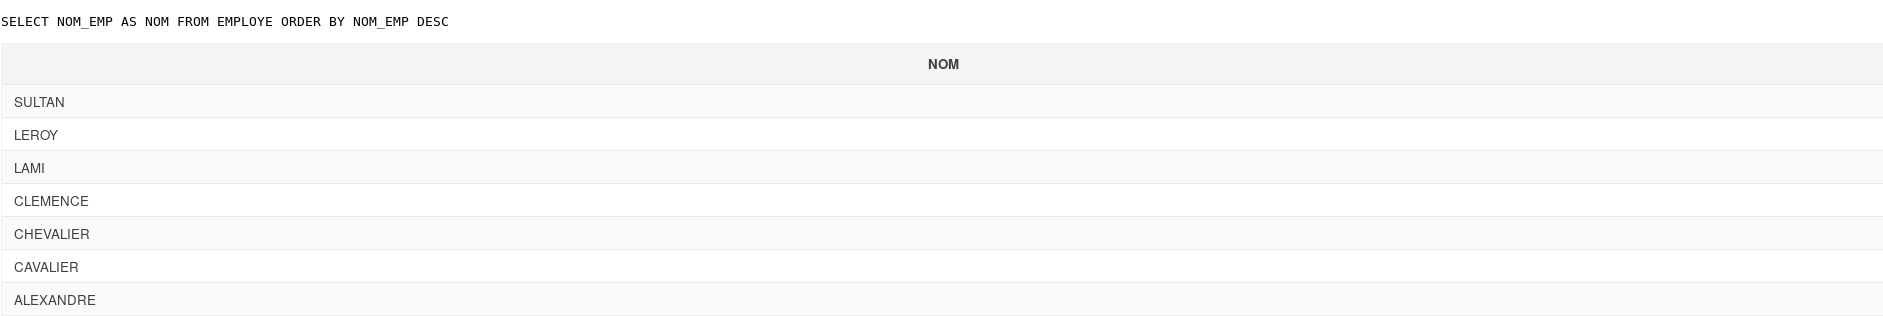 SELECT NOM_EMP AS NOM FROM EMPLOYE ORDER BY NOM_EMP DESC
NOM
SULTAN
LEROY
LAMI
CLEMENCE
CHEVALIER
CAVALIER
ALEXANDRE